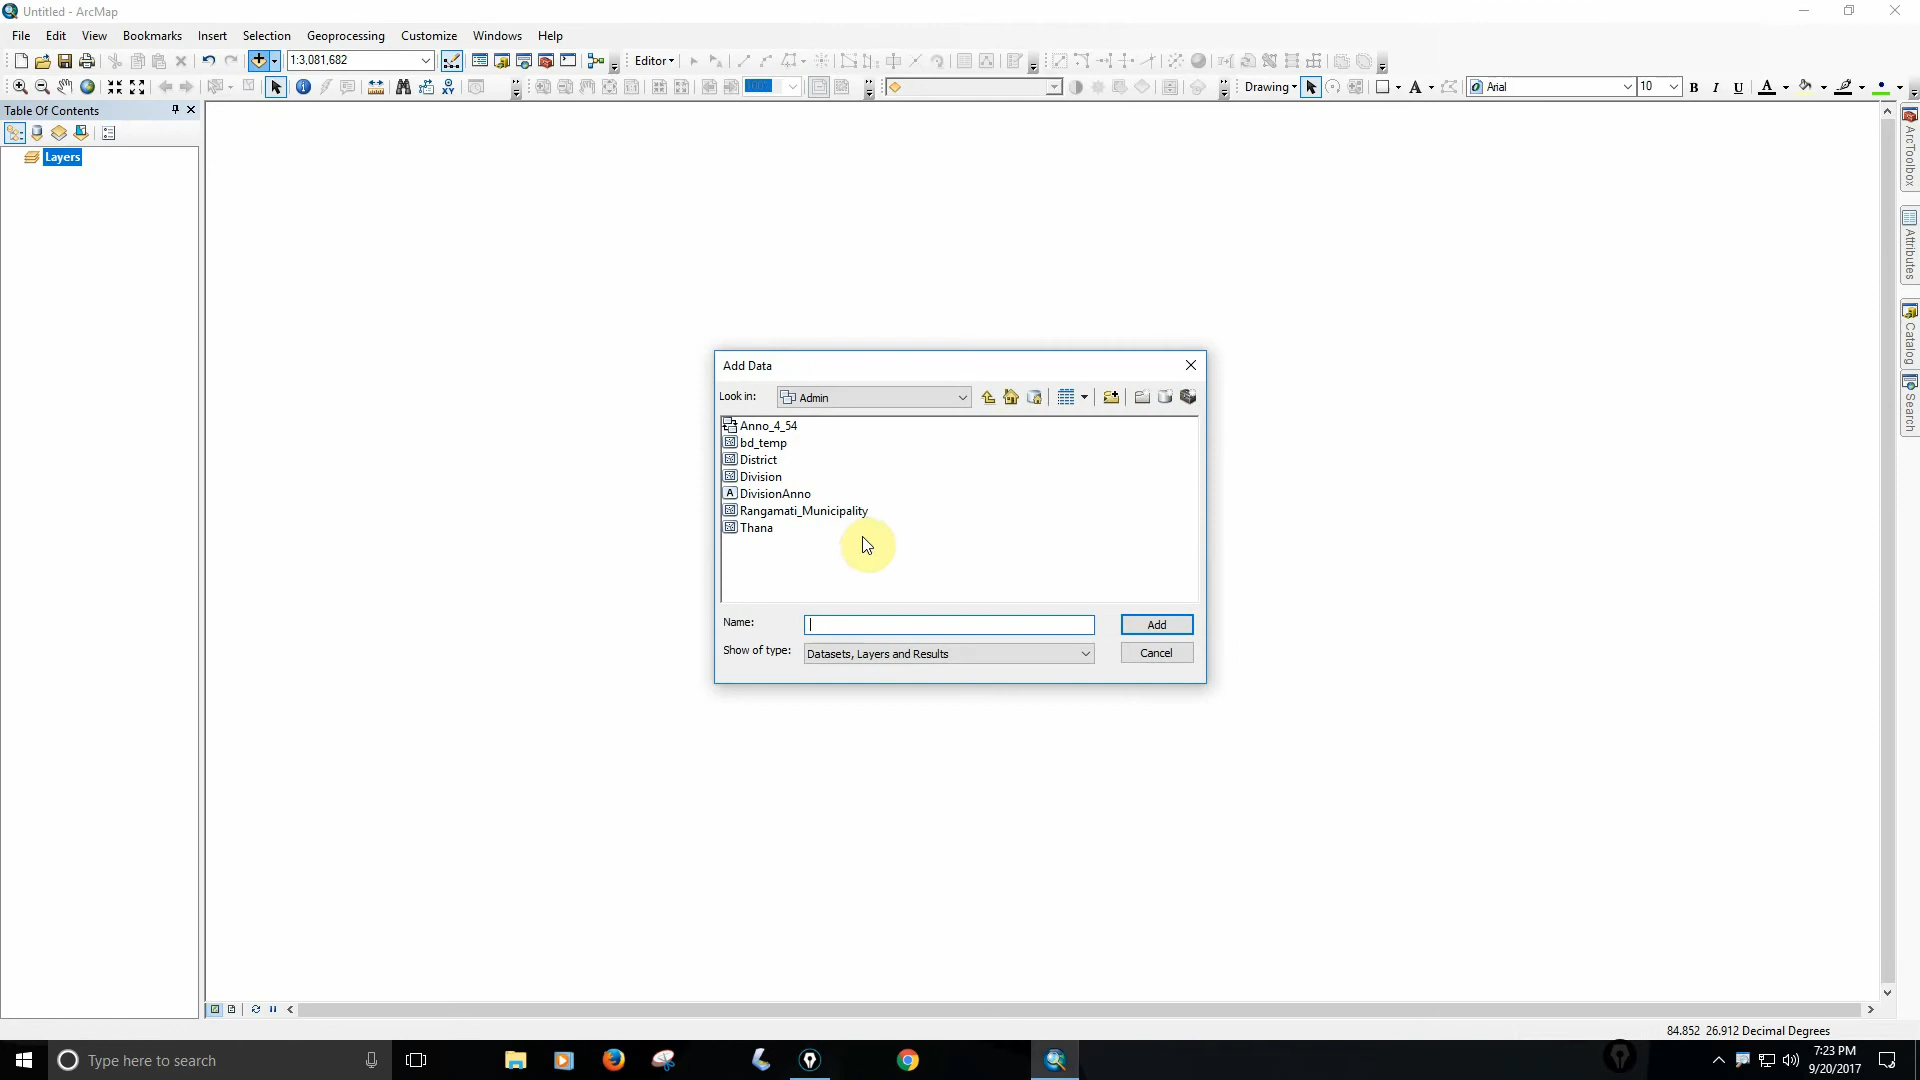 Untitled - ArcMap
File Edit View Bookmarks Insert Selection Geoprocessing Customize Windows Help
1:3,081,682 Editor
100% Drawing A Arial 10 B I U A
Table Of Contents
Layers
ArcToolbox
Attributes
Catalog
Search
Add Data
Look in: Admin
Anno_4_54
bd_temp
District
Division
A DivisionAnno
Rangamati_Municipality
Thana
Name: Add
Show of type: Datasets, Layers and Results Cancel
84.852 26.912 Decimal Degrees
Type here to search
7:23 PM
9/20/2017